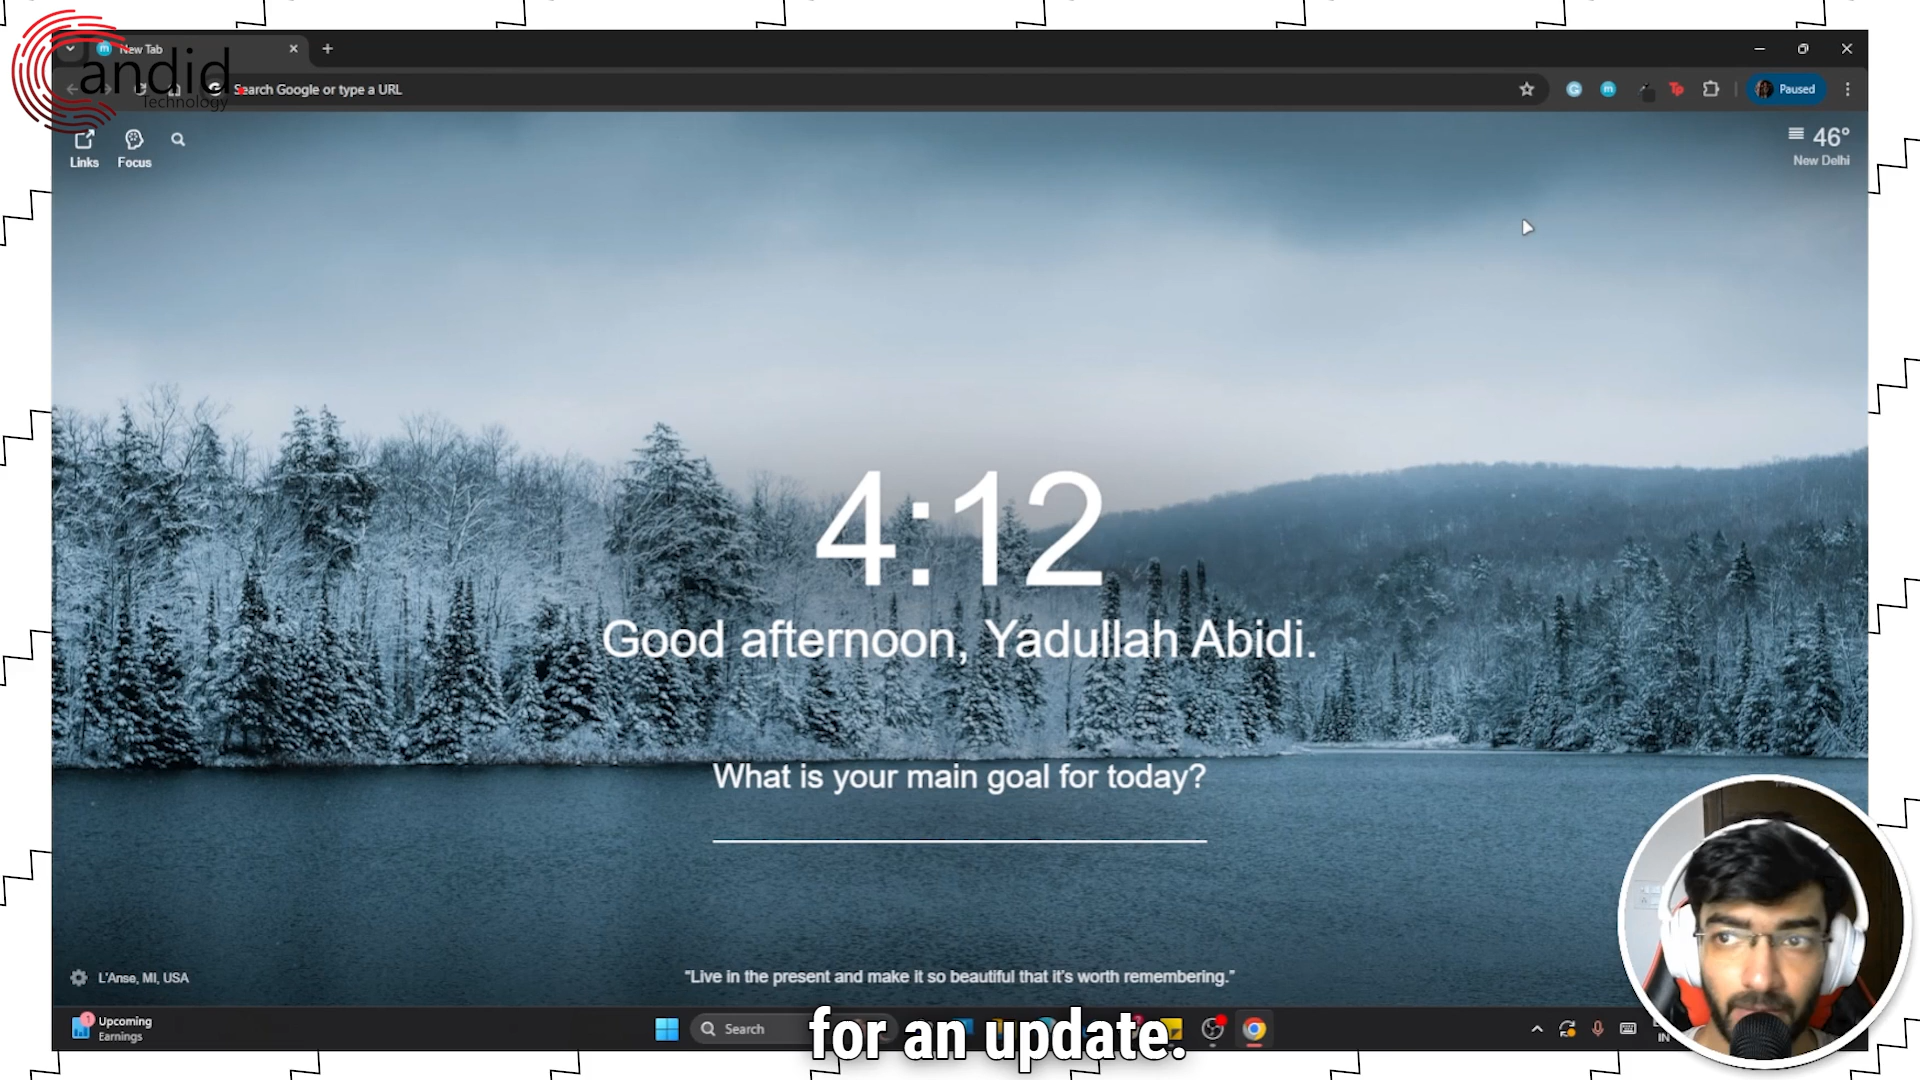 New Tab
andid
Technology
Search Google or type a URL
Paused
Links
Focus
46°
New Delhi
4:12
Good afternoon, Yadullah Abidi.
What is your main goal for today?
L'Anse, MI, USA
"Live in the present and make it so beautiful that it's worth remembering."
1
Upcoming
Earnings
Search
for an update.
IN